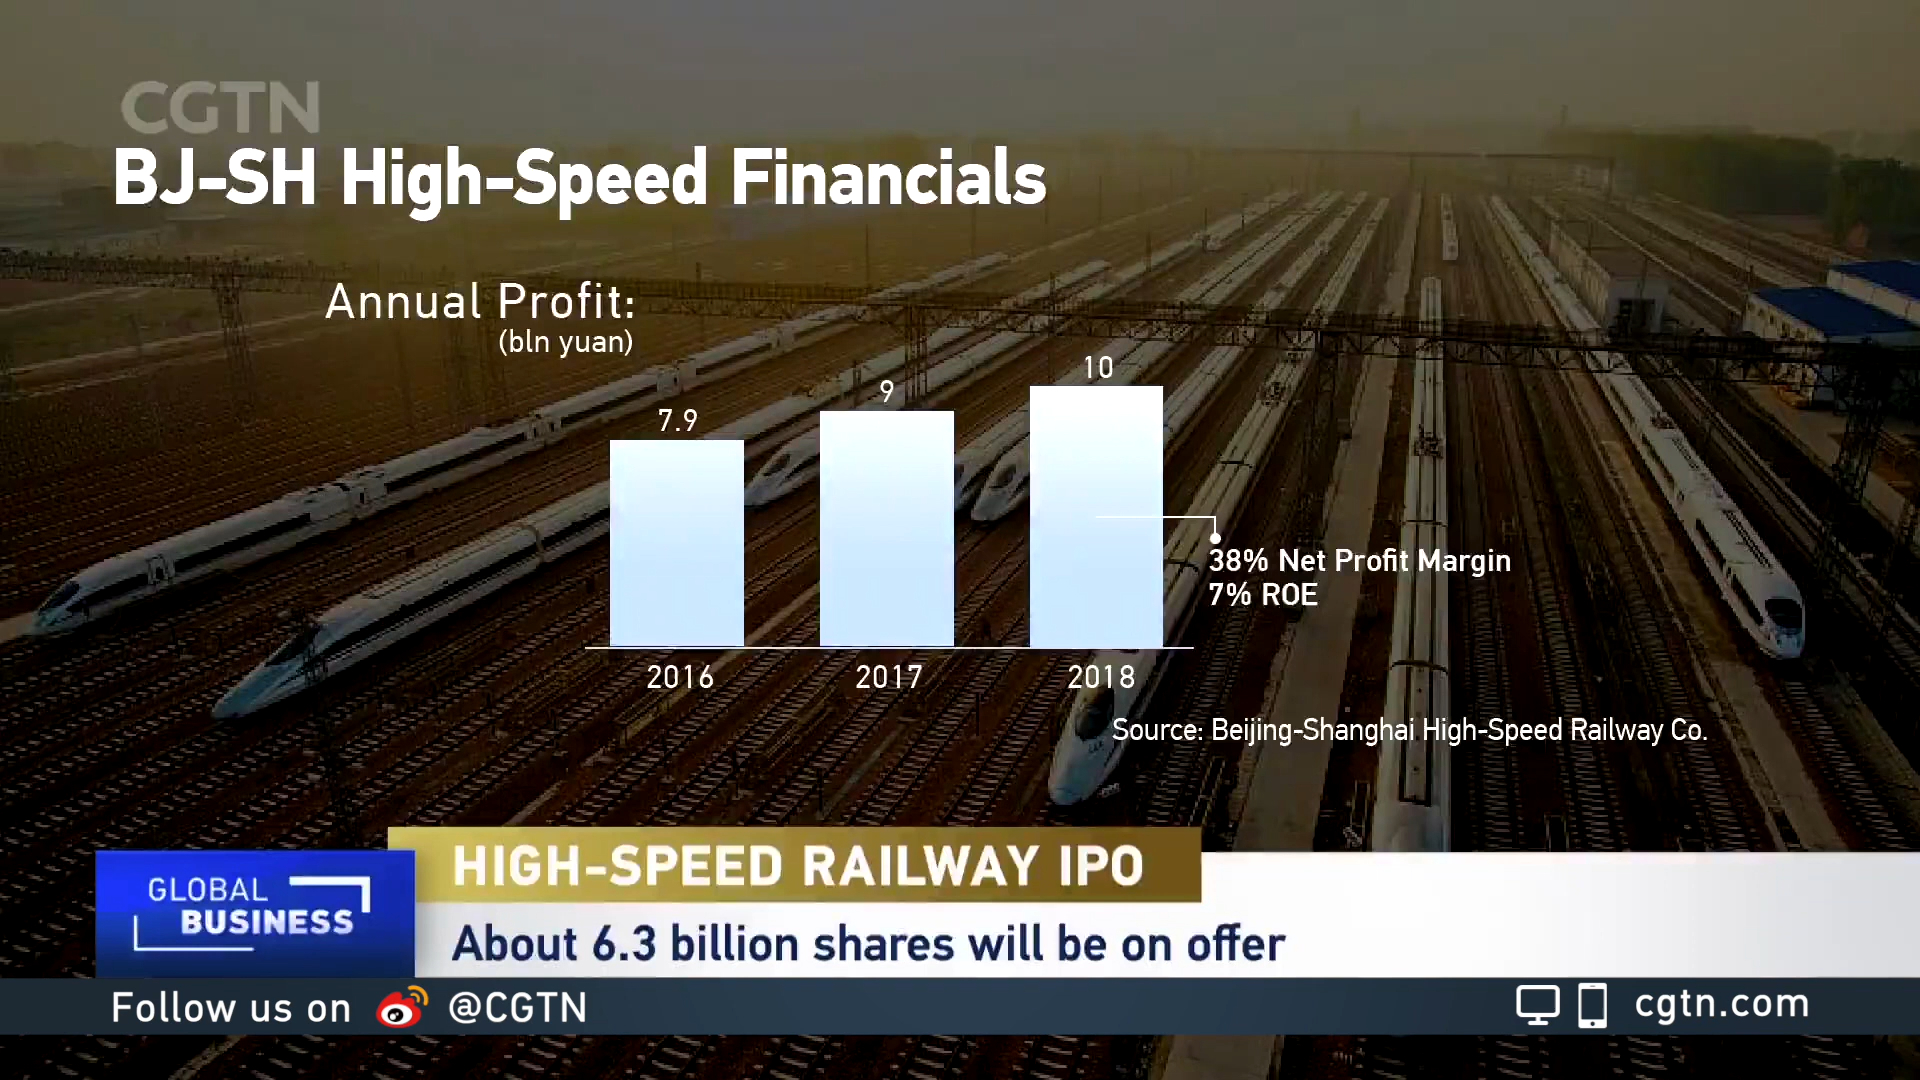 CGTN
BJ-SH High-Speed Financials
Annual Profit:
(bln yuan)
7.9
9
10
38% Net Profit Margin
7% ROE
2016
2017
2018
Source: Beijing-Shanghai High-Speed Railway Co.
HIGH-SPEED RAILWAY IPO
GLOBAL
BUSINESS
About 6.3 billion shares will be on offer
Follow us on @CGTN
cgtn.com